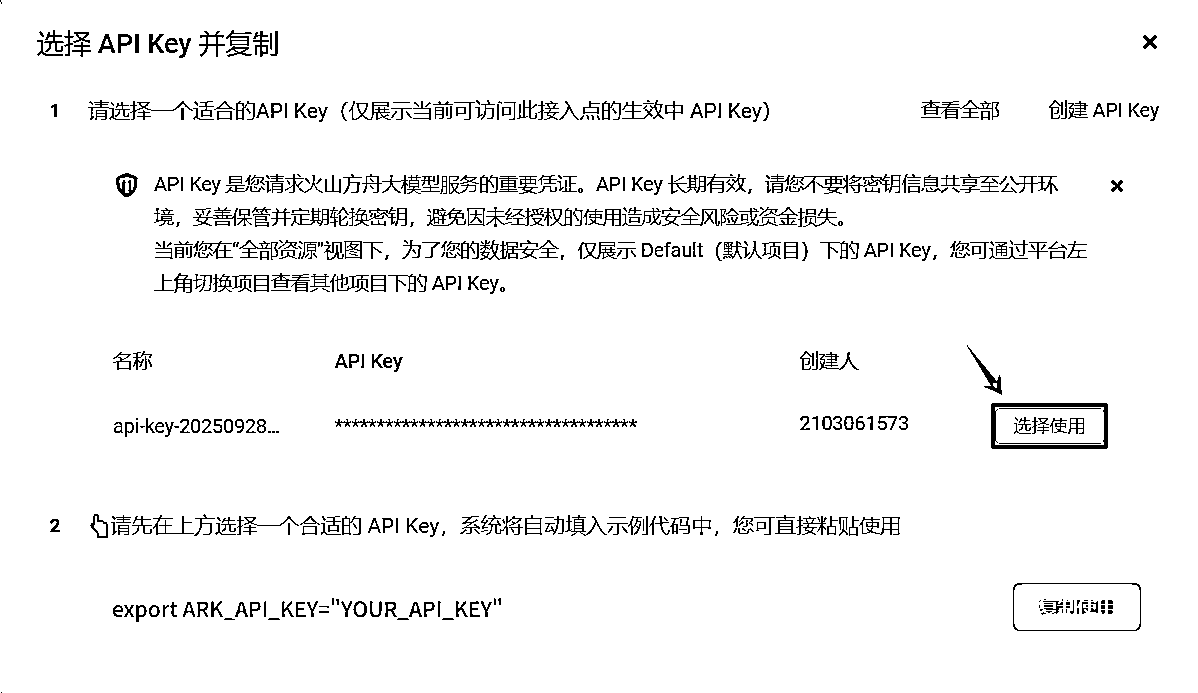 选择 API Key 并复制
1 请选择一个适合的API Key（仅展示当前可访问此接入点的生效中 API Key） 查看全部 创建 API Key
API Key 是您请求火山方舟大模型服务的重要凭证。API Key 长期有效，请您不要将密钥信息共享至公开环
境，妥善保管并定期轮换密钥，避免因未经授权的使用造成安全风险或资金损失。
当前您在“全部资源”视图下，为了您的数据安全，仅展示 Default（默认项目）下的 API Key，您可通过平台左
上角切换项目查看其他项目下的 API Key。
名称 API Key 创建人
api-key-20250928... ************************************ 2103061573 选择使用
2 请先在上方选择一个合适的 API Key，系统将自动填入示例代码中，您可直接粘贴使用
export ARK_API_KEY="YOUR_API_KEY"
复制使用